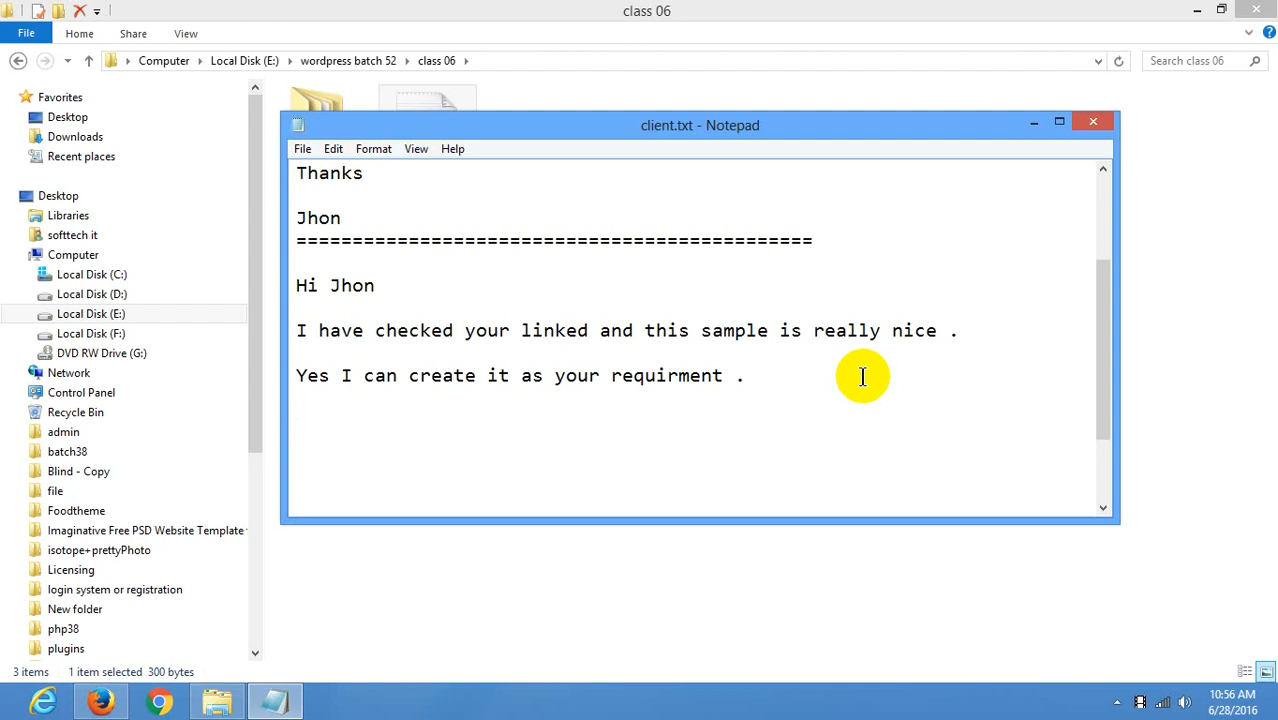 class 06
File Home Share View
Computer Local Disk (E:) wordpress batch 52 class 06
Search class 06
Favorites
Desktop
Downloads
Recent places
Desktop
Libraries
softtech it
Computer
Local Disk (C:)
Local Disk (D:)
Local Disk (E:)
Local Disk (F:)
DVD RW Drive (G:)
Network
Control Panel
Recycle Bin
admin
batch38
Blind - Copy
file
Foodtheme
Imaginative Free PSD Website Template
isotope+prettyPhoto
Licensing
login system or registration
New folder
php38
plugins
client.txt - Notepad
File Edit Format View Help
Thanks
Jhon
==============================================
Hi Jhon
I have checked your linked and this sample is really nice .
Yes I can create it as your requirment .
3 items 1 item selected 300 bytes
10:56 AM
6/28/2016